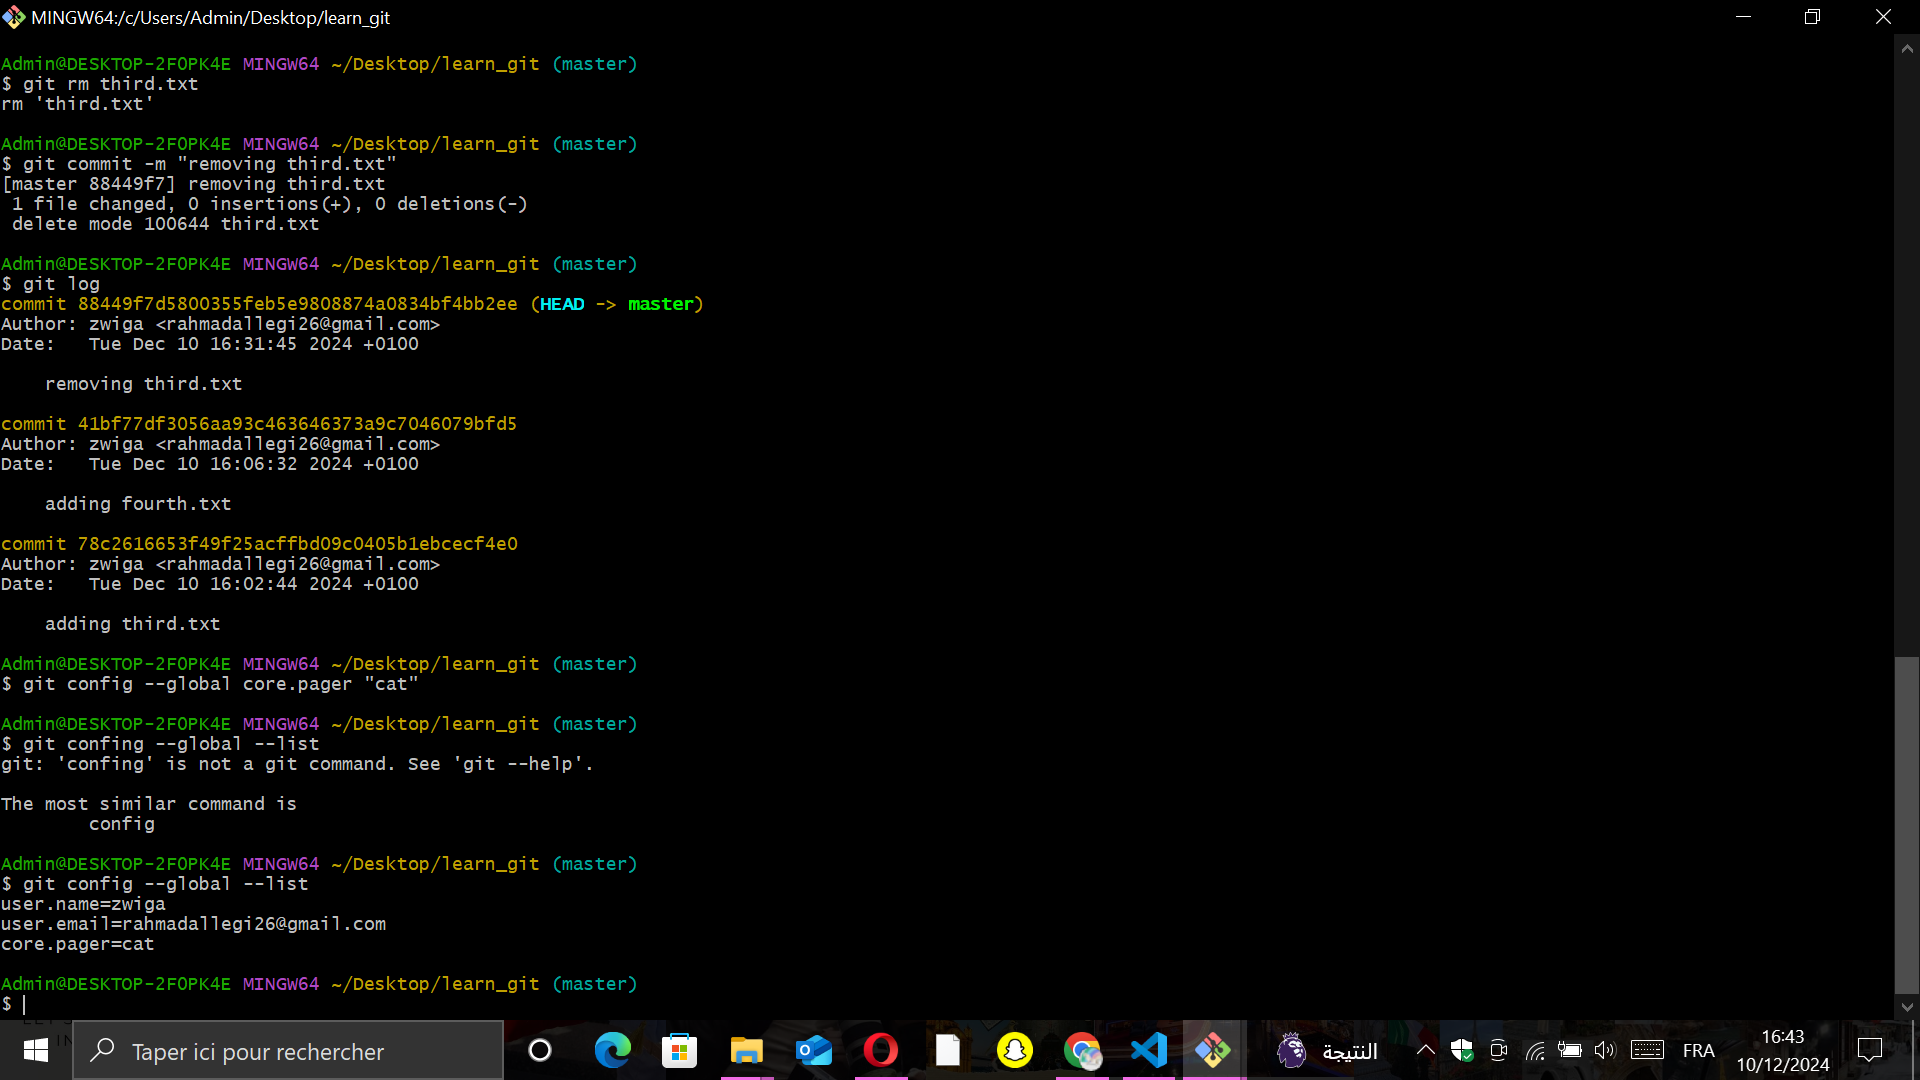 MINGW64:/c/Users/Admin/Desktop/learn_git
Admin@DESKTOP-2F0PK4E MINGW64 ~/Desktop/learn_git (master)
$ git rm third.txt
rm 'third.txt'
Admin@DESKTOP-2F0PK4E MINGW64 ~/Desktop/learn_git (master)
$ git commit -m "removing third.txt"
[master 88449f7] removing third.txt
1 file changed, 0 insertions(+), 0 deletions(-)
delete mode 100644 third.txt
Admin@DESKTOP-2F0PK4E MINGW64 ~/Desktop/learn_git (master)
$ git log
commit 88449f7d5800355feb5e9808874a0834bf4bb2ee (HEAD -> master)
Author: zwiga <rahmadallegi26@gmail.com>
Date:   Tue Dec 10 16:31:45 2024 +0100
removing third.txt
commit 41bf77df3056aa93c463646373a9c7046079bfd5
Author: zwiga <rahmadallegi26@gmail.com>
Date:   Tue Dec 10 16:06:32 2024 +0100
adding fourth.txt
commit 78c2616653f49f25acffbd09c0405b1ebcecf4e0
Author: zwiga <rahmadallegi26@gmail.com>
Date:   Tue Dec 10 16:02:44 2024 +0100
adding third.txt
Admin@DESKTOP-2F0PK4E MINGW64 ~/Desktop/learn_git (master)
$ git config --global core.pager "cat"
Admin@DESKTOP-2F0PK4E MINGW64 ~/Desktop/learn_git (master)
$ git confing --global --list
git: 'confing' is not a git command. See 'git --help'.
The most similar command is
config
Admin@DESKTOP-2F0PK4E MINGW64 ~/Desktop/learn_git (master)
$ git config --global --list
user.name=zwiga
user.email=rahmadallegi26@gmail.com
core.pager=cat
Admin@DESKTOP-2F0PK4E MINGW64 ~/Desktop/learn_git (master)
$
Taper ici pour rechercher
النتيجة
FRA
16:43
10/12/2024